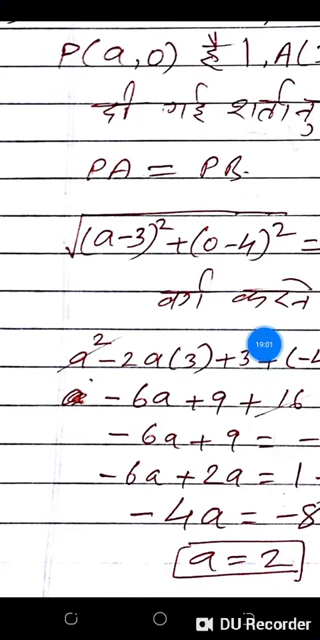 P(a,0) है।, A(
दी गई शर्तानु
PA = PB.
√(a-3)² + (0-4)² =
वर्ग करने
a² - 2a(3) + 3 + (-4
19:01
- 6a + 9 + 16
- 6a + 9 = -
- 6a + 2a = 1 -
- 4a = -8
a = 2
DU Recorder